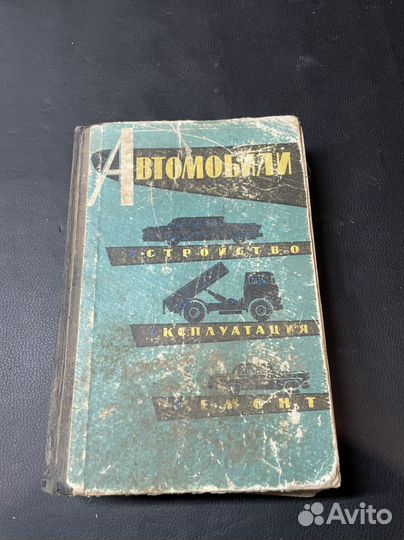 Автомобили
устройство
эксплуатация
ремонт
Avito